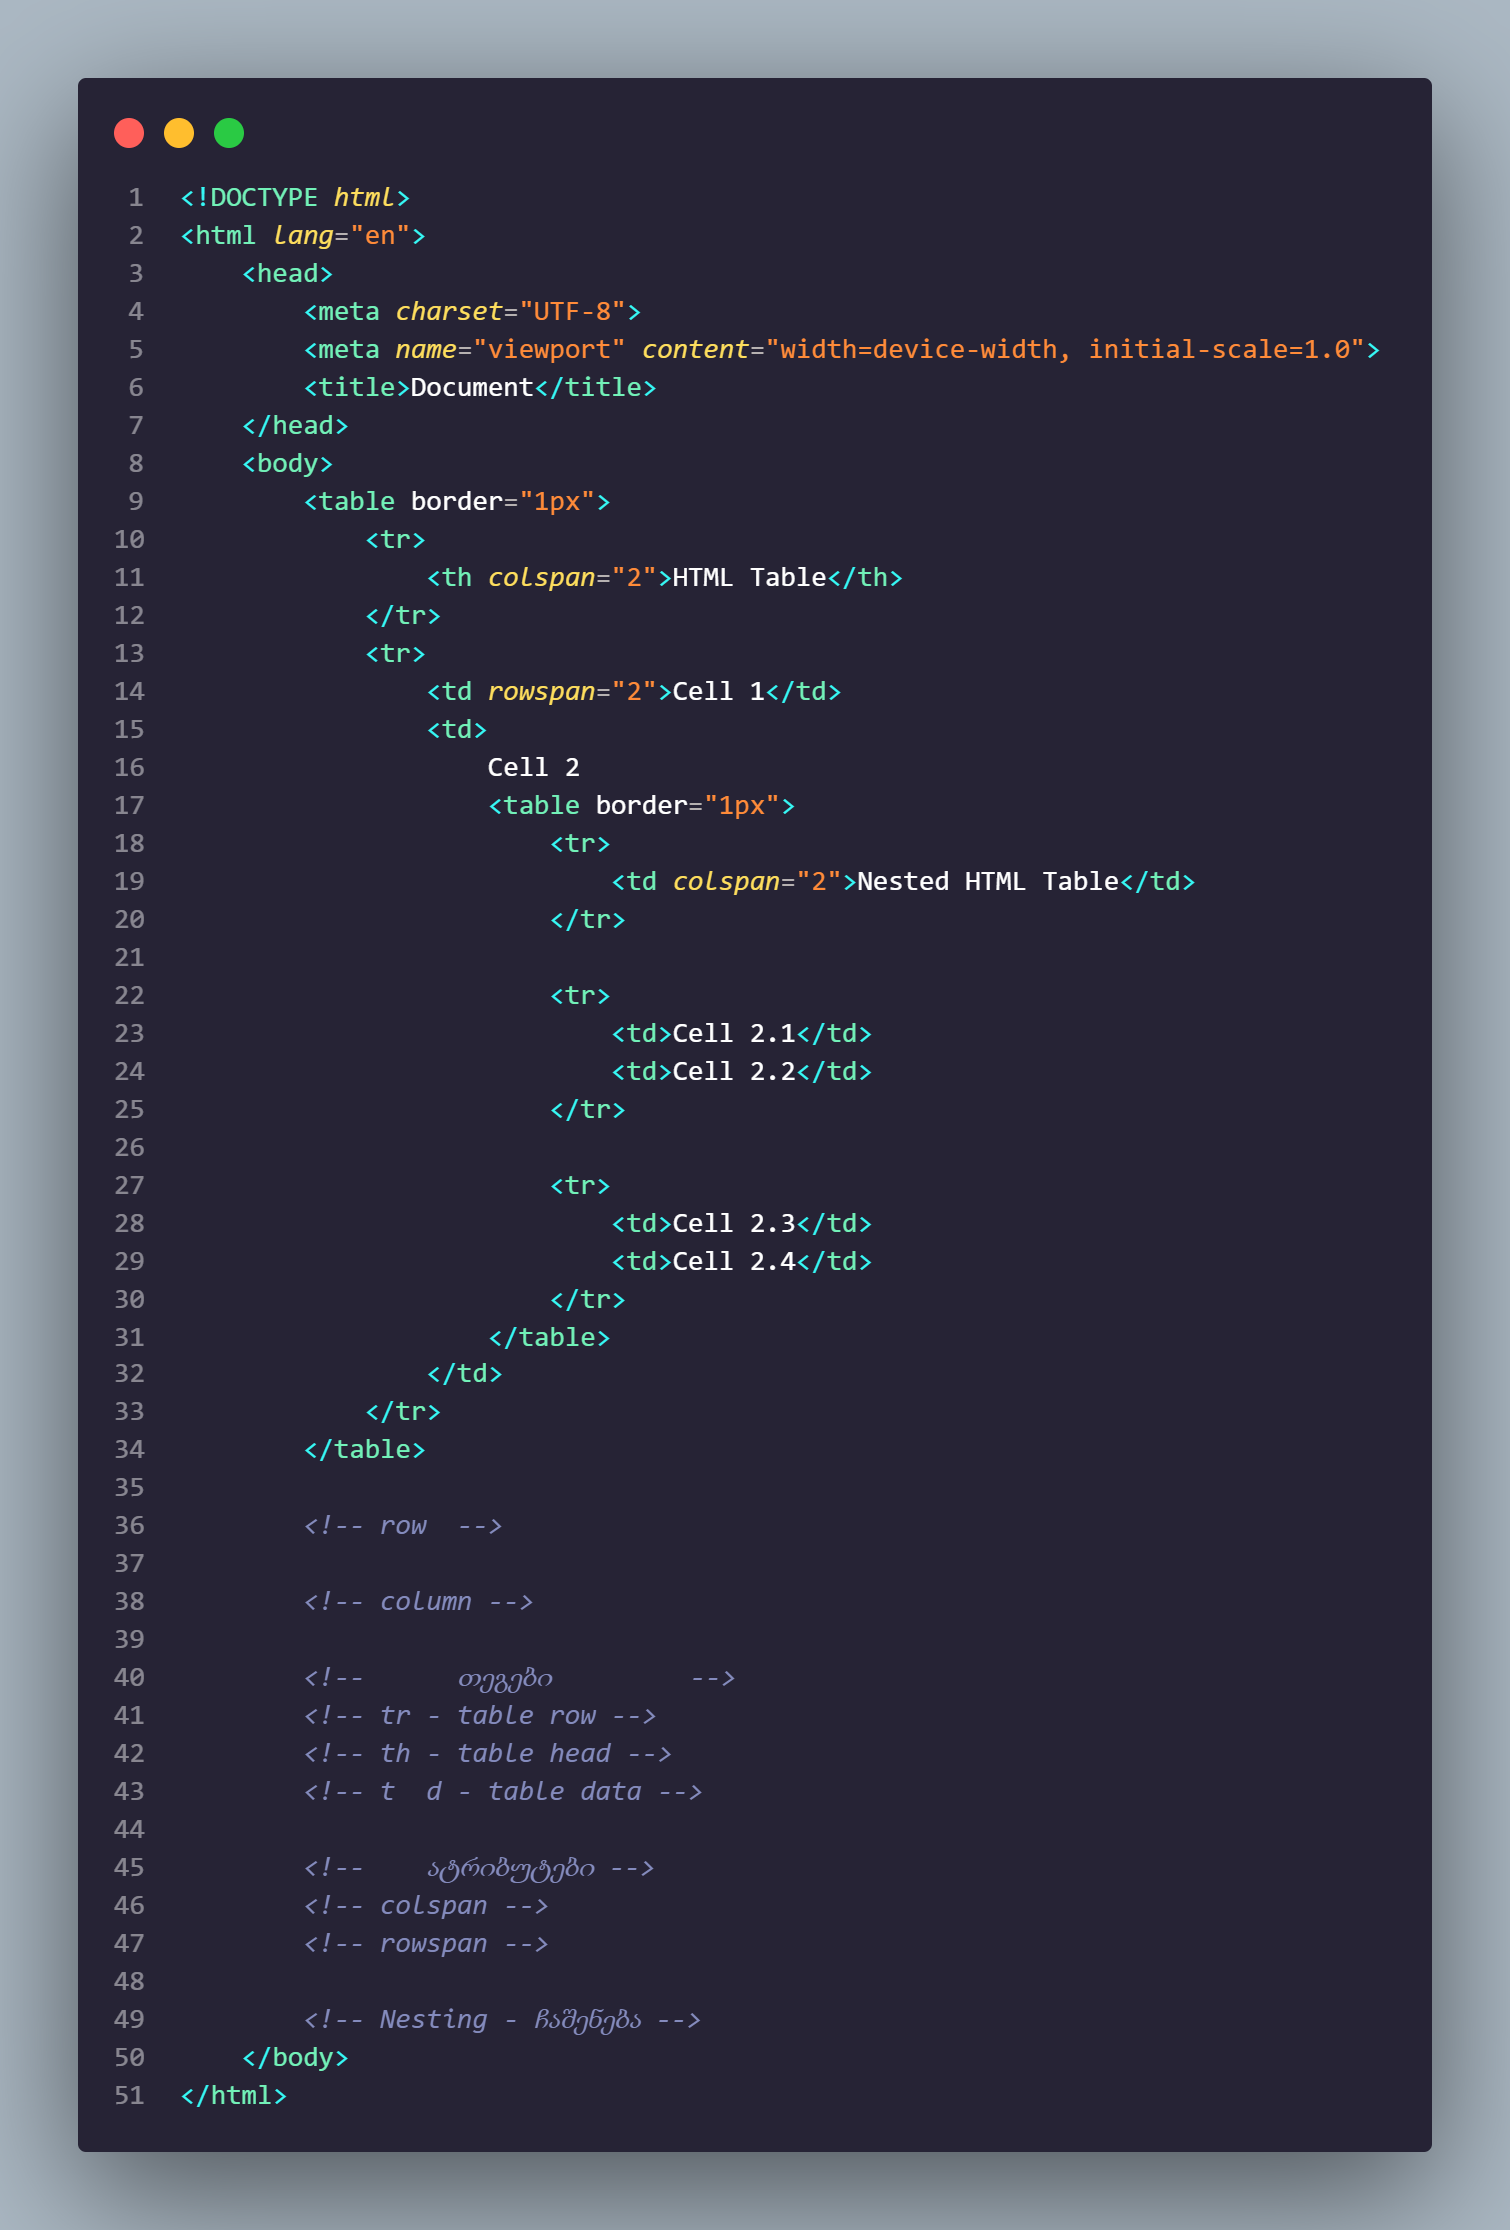 1 <!DOCTYPE html>
2 <html lang="en">
3     <head>
4         <meta charset="UTF-8">
5         <meta name="viewport" content="width=device-width, initial-scale=1.0">
6         <title>Document</title>
7     </head>
8     <body>
9         <table border="1px">
10             <tr>
11                 <th colspan="2">HTML Table</th>
12             </tr>
13             <tr>
14                 <td rowspan="2">Cell 1</td>
15                 <td>
16                     Cell 2
17                     <table border="1px">
18                         <tr>
19                             <td colspan="2">Nested HTML Table</td>
20                         </tr>
21
22                         <tr>
23                             <td>Cell 2.1</td>
24                             <td>Cell 2.2</td>
25                         </tr>
26
27                         <tr>
28                             <td>Cell 2.3</td>
29                             <td>Cell 2.4</td>
30                         </tr>
31                     </table>
32                 </td>
33             </tr>
34         </table>
35
36         <!-- row  -->
37
38         <!-- column -->
39
40         <!--      თეგები         -->
41         <!-- tr - table row -->
42         <!-- th - table head -->
43         <!-- t  d - table data -->
44
45         <!--    ატრიბუტები -->
46         <!-- colspan -->
47         <!-- rowspan -->
48
49         <!-- Nesting - ჩაშენება -->
50     </body>
51 </html>